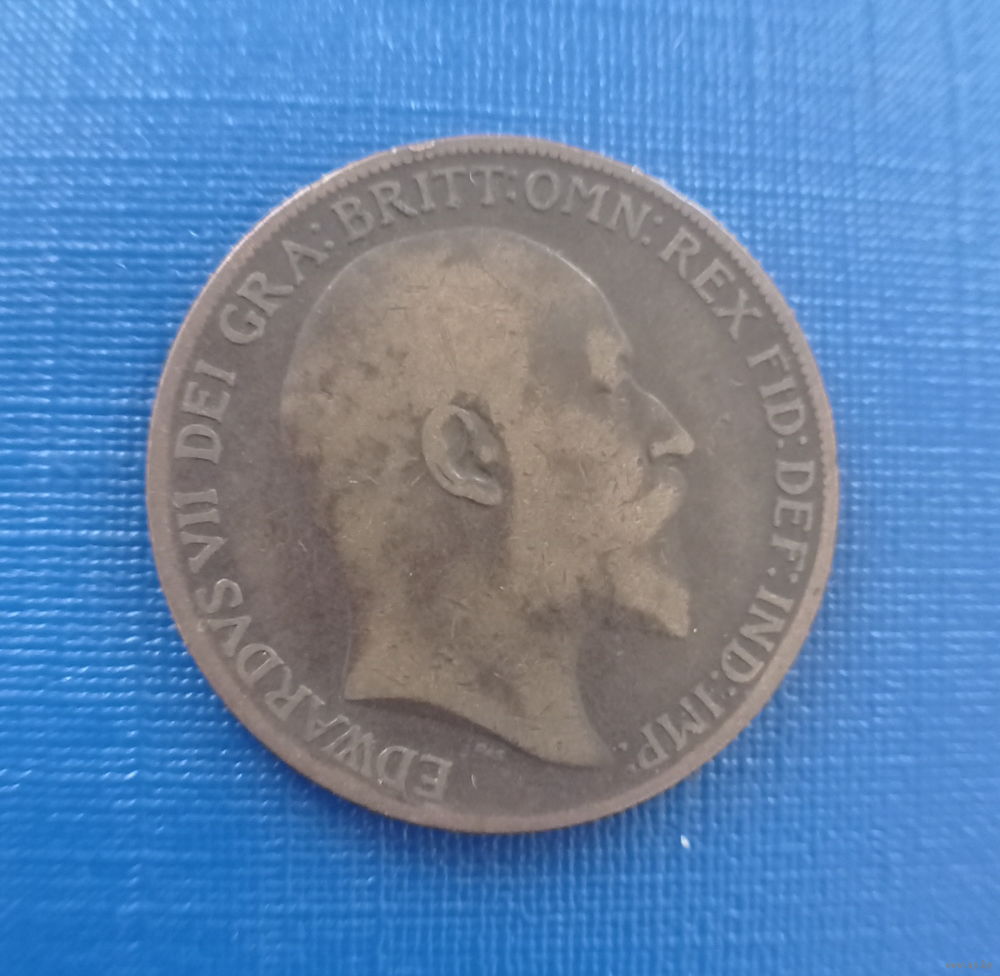 EDWARDVS VII DEI GRA: BRITT: OMN: REX FID: DEF: IND: IMP: